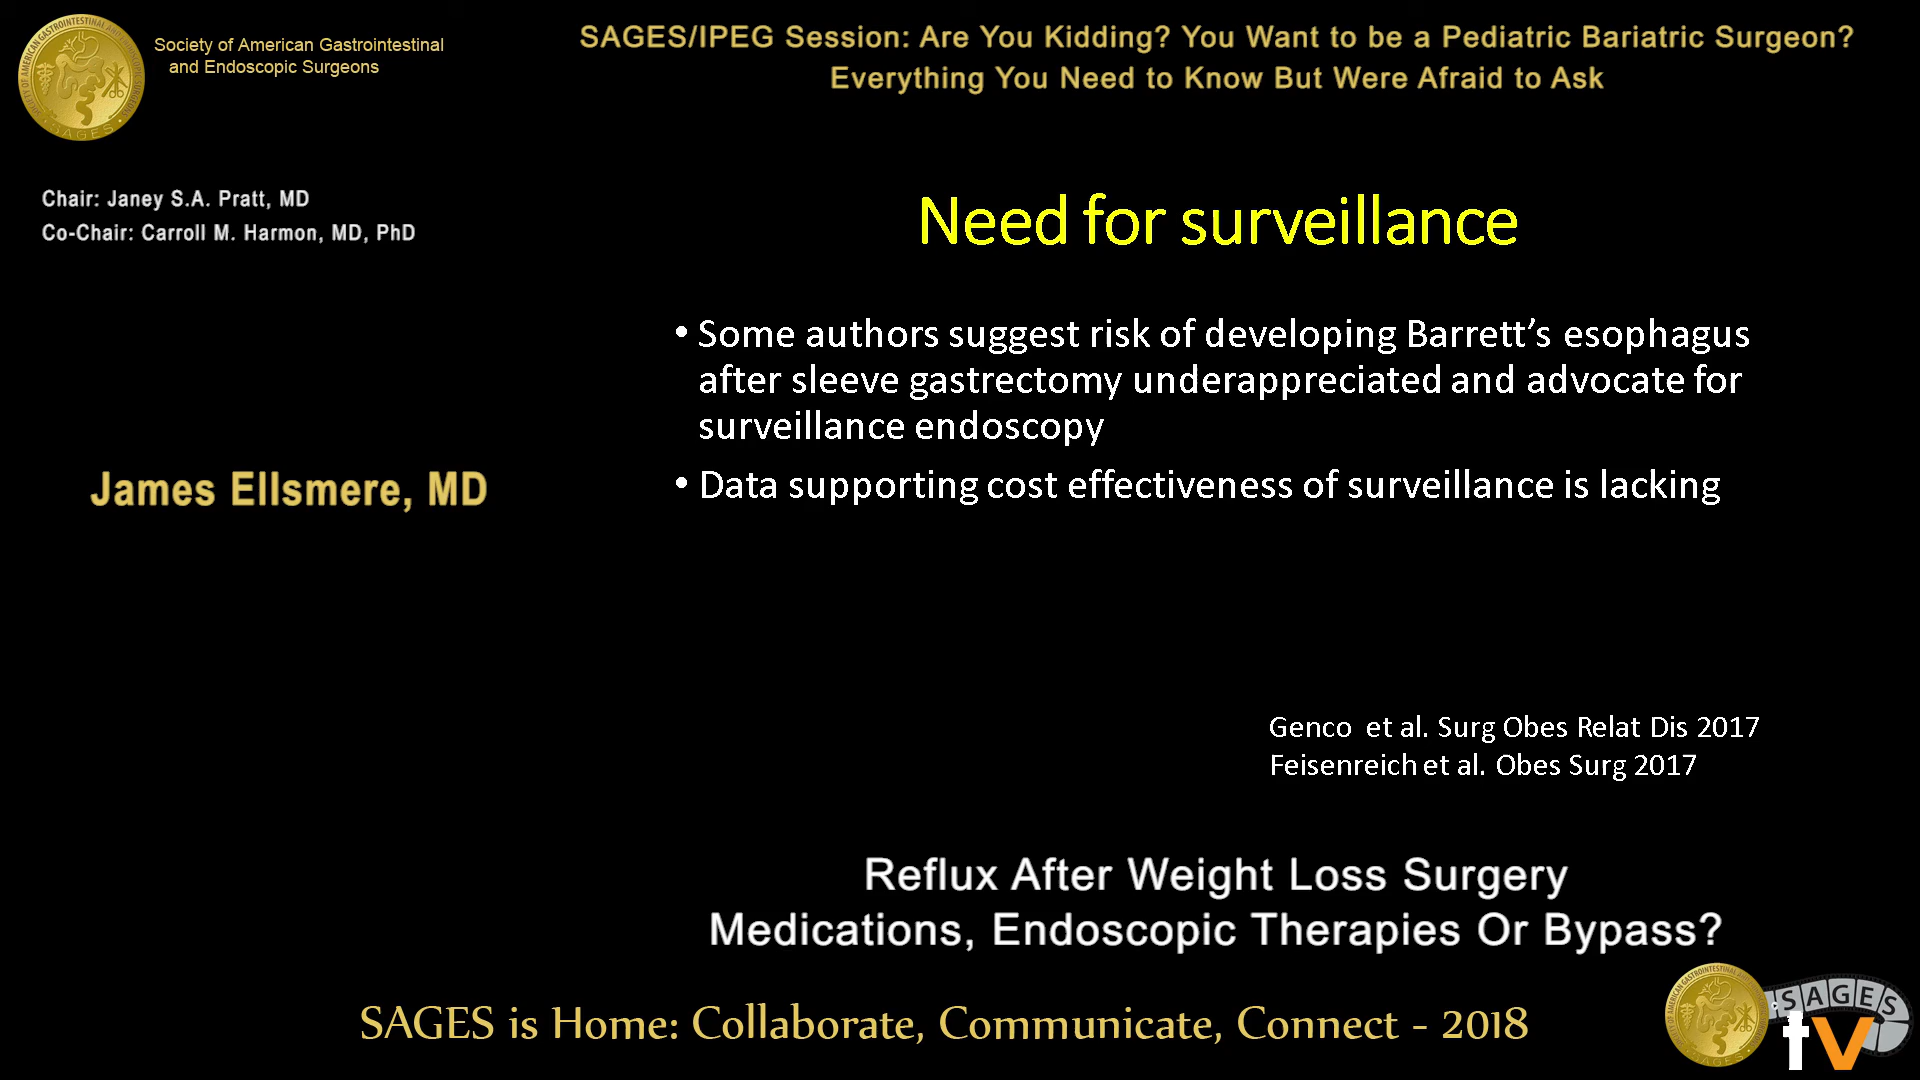 Society of American Gastrointestinal
and Endoscopic Surgeons
SAGES/IPEG Session: Are You Kidding? You Want to be a Pediatric Bariatric Surgeon?
Everything You Need to Know But Were Afraid to Ask
Chair: Janey S.A. Pratt, MD
Co-Chair: Carroll M. Harmon, MD, PhD
James Ellsmere, MD
Need for surveillance
• Some authors suggest risk of developing Barrett’s esophagus
after sleeve gastrectomy underappreciated and advocate for
surveillance endoscopy
• Data supporting cost effectiveness of surveillance is lacking
Genco et al. Surg Obes Relat Dis 2017
Feisenreich et al. Obes Surg 2017
Reflux After Weight Loss Surgery
Medications, Endoscopic Therapies Or Bypass?
SAGES is Home: Collaborate, Communicate, Connect - 2018
SAGES
tv